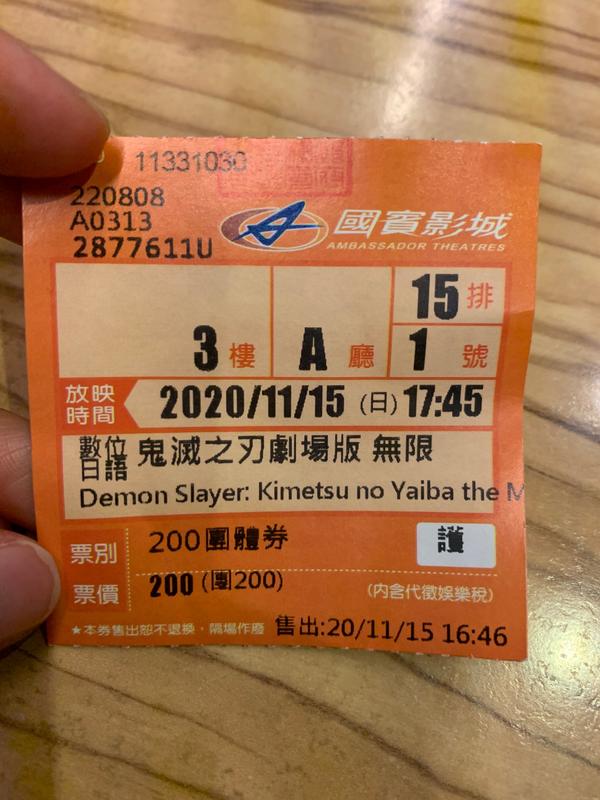 11331030
220808
A0313
2877611U
國賓影城
AMBASSADOR THEATRES
15 排
3 樓 A 廳 1 號
放映時間 2020/11/15 (日) 17:45
數位日語 鬼滅之刃劇場版 無限
Demon Slayer: Kimetsu no Yaiba the M
票別 200團體券 護
票價 200 (團200) (內含代徵娛樂稅)
★本券售出恕不退換，隔場作廢 售出:20/11/15 16:46